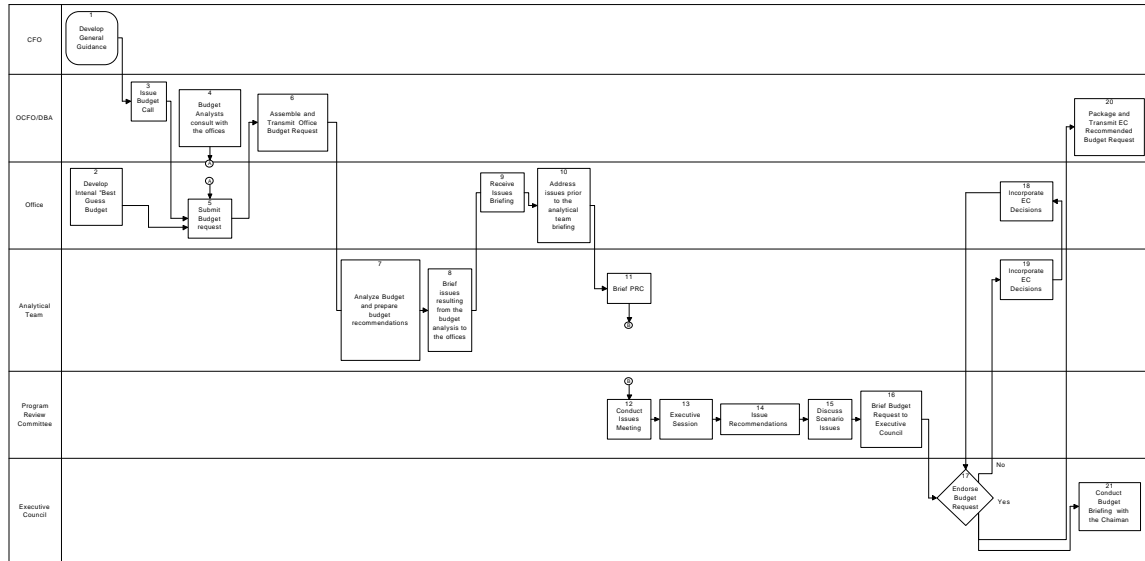 CFO
1
Develop
General
Guidance
OCFO/DBA
3
Issue
Budget
Call
4
Budget
Analysts
consult with
the offices
A
6
Assemble and
Transmit Office
Budget Request
20
Package and
Transmit EC
Recommended
Budget Request
Office
2
Develop
Intenal "Best
Guess
Budget
A
5
Submit
Budget
request
9
Receive
Issues
Briefing
10
Address
issues prior
to the
analytical
team
briefing
18
Incorporate
EC
Decisions
Analytical
Team
7
Analyze Budget
and prepare
budget
recommendations
8
Brief
issues
resulting
from the
budget
analysis to
the offices
11
Brief PRC
B
19
Incorporate
EC
Decisions
Program
Review
Committee
B
12
Conduct
Issues
Meeting
13
Executive
Session
14
Issue
Recommendations
15
Discuss
Scenario
Issues
16
Brief Budget
Request to
Executive
Council
Executive
Council
17
Endorse
Budget
Request
No
Yes
21
Conduct
Budget
Briefing with
the Chaiman